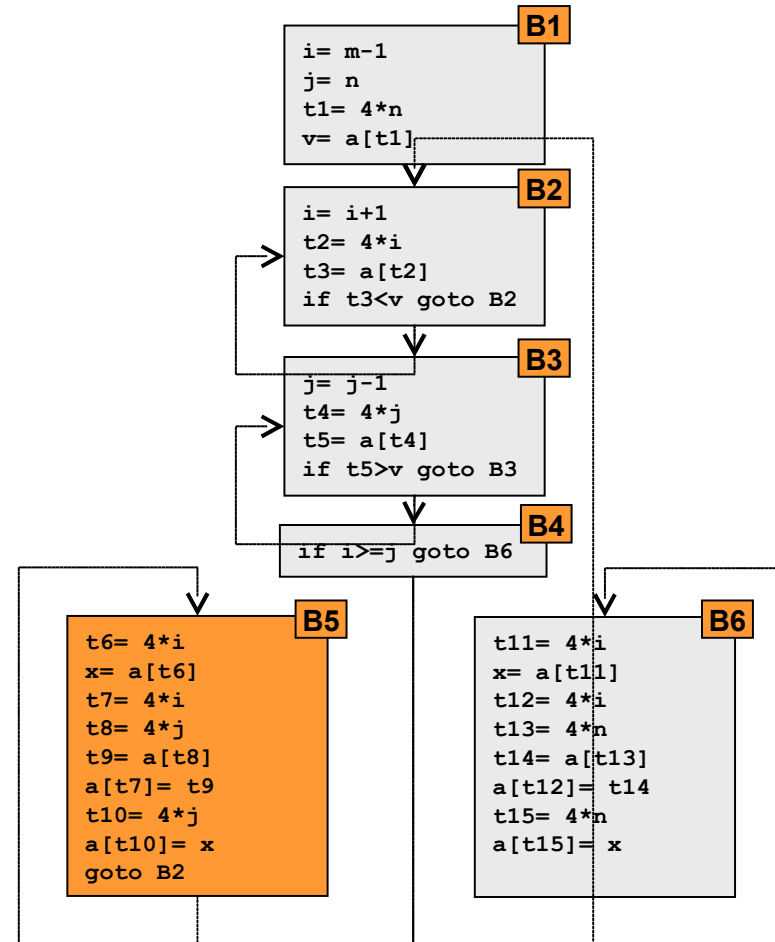 B1
i= m-1
j= n
t1= 4*n
v= a[t1]
B2
i= i+1
t2= 4*i
t3= a[t2]
if t3<v goto B2
B3
j= j-1
t4= 4*j
t5= a[t4]
if t5>v goto B3
B4
if i>=j goto B6
B5
t6= 4*i
x= a[t6]
t7= 4*i
t8= 4*j
t9= a[t8]
a[t7]= t9
t10= 4*j
a[t10]= x
goto B2
B6
t11= 4*i
x= a[t11]
t12= 4*i
t13= 4*n
t14= a[t13]
a[t12]= t14
t15= 4*n
a[t15]= x